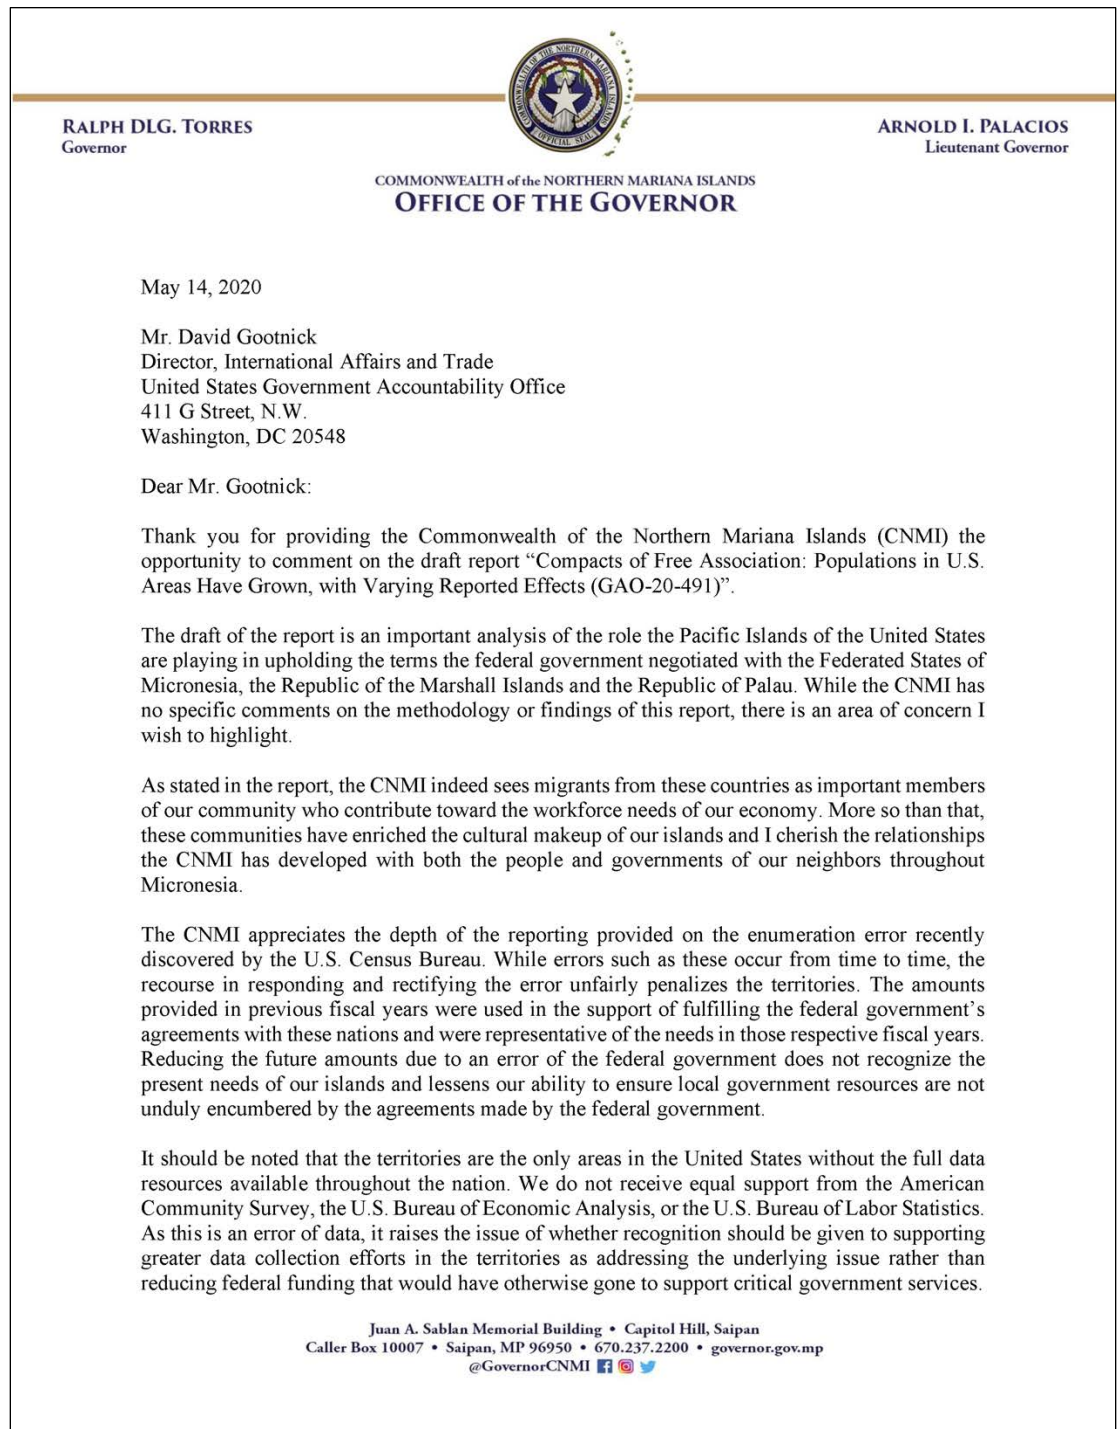 COMMONWEALTH OF THE NORTHERN MARIANA ISLANDS
OFFICIAL SEAL
RALPH DLG. TORRES
Governor
ARNOLD I. PALACIOS
Lieutenant Governor
COMMONWEALTH of the NORTHERN MARIANA ISLANDS
OFFICE OF THE GOVERNOR
May 14, 2020
Mr. David Gootnick
Director, International Affairs and Trade
United States Government Accountability Office
411 G Street, N.W.
Washington, DC 20548
Dear Mr. Gootnick:
Thank you for providing the Commonwealth of the Northern Mariana Islands (CNMI) the
opportunity to comment on the draft report “Compacts of Free Association: Populations in U.S.
Areas Have Grown, with Varying Reported Effects (GAO-20-491)”.
The draft of the report is an important analysis of the role the Pacific Islands of the United States
are playing in upholding the terms the federal government negotiated with the Federated States of
Micronesia, the Republic of the Marshall Islands and the Republic of Palau. While the CNMI has
no specific comments on the methodology or findings of this report, there is an area of concern I
wish to highlight.
As stated in the report, the CNMI indeed sees migrants from these countries as important members
of our community who contribute toward the workforce needs of our economy. More so than that,
these communities have enriched the cultural makeup of our islands and I cherish the relationships
the CNMI has developed with both the people and governments of our neighbors throughout
Micronesia.
The CNMI appreciates the depth of the reporting provided on the enumeration error recently
discovered by the U.S. Census Bureau. While errors such as these occur from time to time, the
recourse in responding and rectifying the error unfairly penalizes the territories. The amounts
provided in previous fiscal years were used in the support of fulfilling the federal government’s
agreements with these nations and were representative of the needs in those respective fiscal years.
Reducing the future amounts due to an error of the federal government does not recognize the
present needs of our islands and lessens our ability to ensure local government resources are not
unduly encumbered by the agreements made by the federal government.
It should be noted that the territories are the only areas in the United States without the full data
resources available throughout the nation. We do not receive equal support from the American
Community Survey, the U.S. Bureau of Economic Analysis, or the U.S. Bureau of Labor Statistics.
As this is an error of data, it raises the issue of whether recognition should be given to supporting
greater data collection efforts in the territories as addressing the underlying issue rather than
reducing federal funding that would have otherwise gone to support critical government services.
Juan A. Sablan Memorial Building • Capitol Hill, Saipan
Caller Box 10007 • Saipan, MP 96950 • 670.237.2200 • governor.gov.mp
@GovernorCNMI